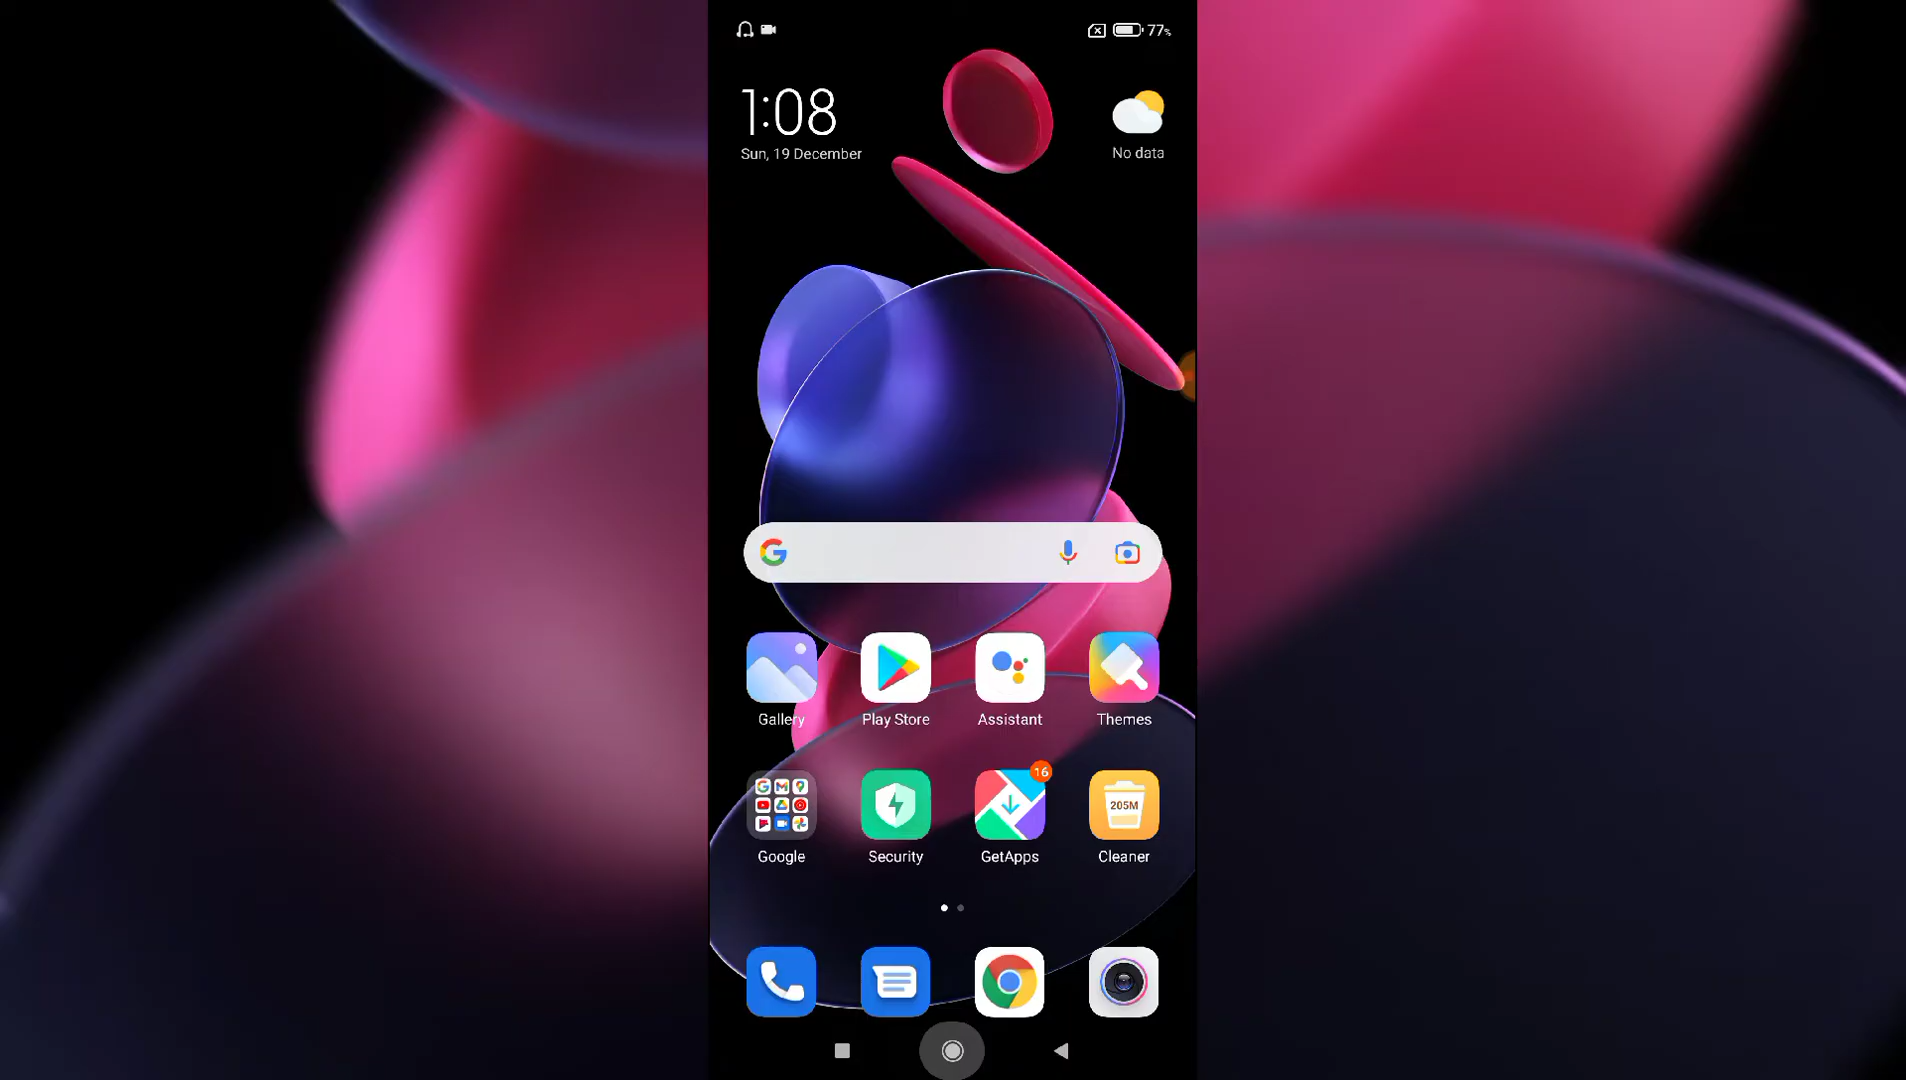 77%
1:08
Sun, 19 December
No data
Gallery
Play Store
Assistant
Themes
16
205M
Google
Security
GetApps
Cleaner